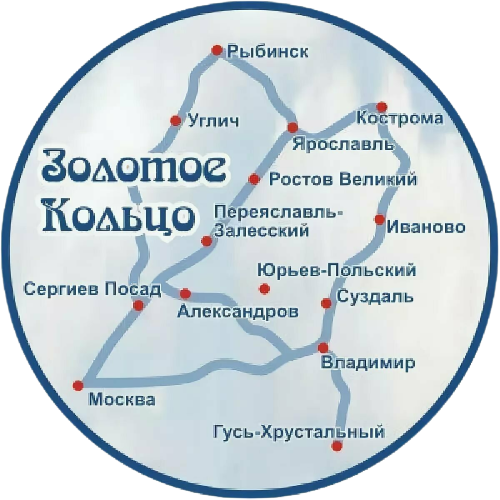 Рыбинск
Углич
Кострома
Ярославль
Золотое
Кольцо
Ростов Великий
Переяславль-
Залесский
Иваново
Юрьев-Польский
Сергиев Посад
Суздаль
Александров
Владимир
Москва
Гусь-Хрустальный